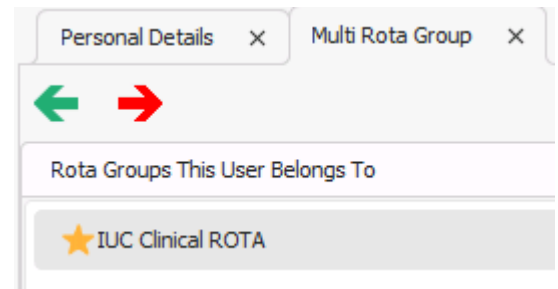 Personal Details
Multi Rota Group
Rota Groups This User Belongs To
IUC Clinical ROTA